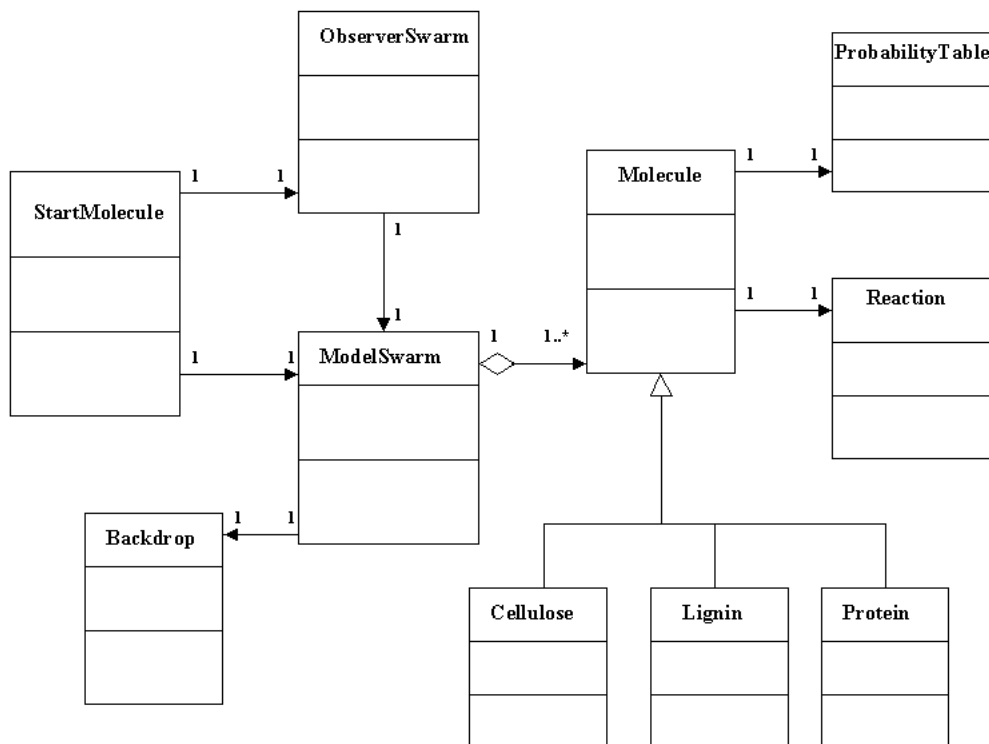 ObserverSwarm
ProbabilityTable
1 1
Molecule
1 1
StartMolecule
1
1 1
Reaction
1
ModelSwarm
1 1..*
1 1
1 1
Backdrop
Cellulose
Lignin
Protein